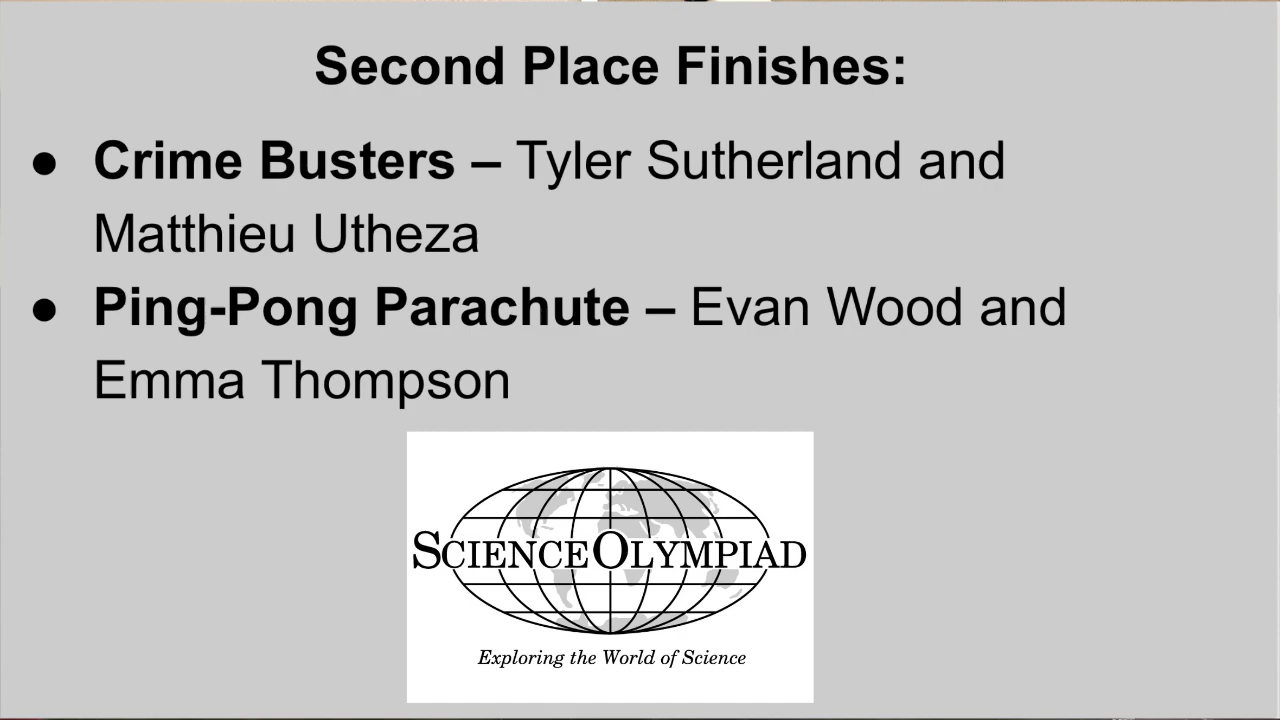 Second Place Finishes:
● Crime Busters – Tyler Sutherland and
Matthieu Utheza
● Ping-Pong Parachute – Evan Wood and
Emma Thompson
SCIENCE OLYMPIAD
Exploring the World of Science